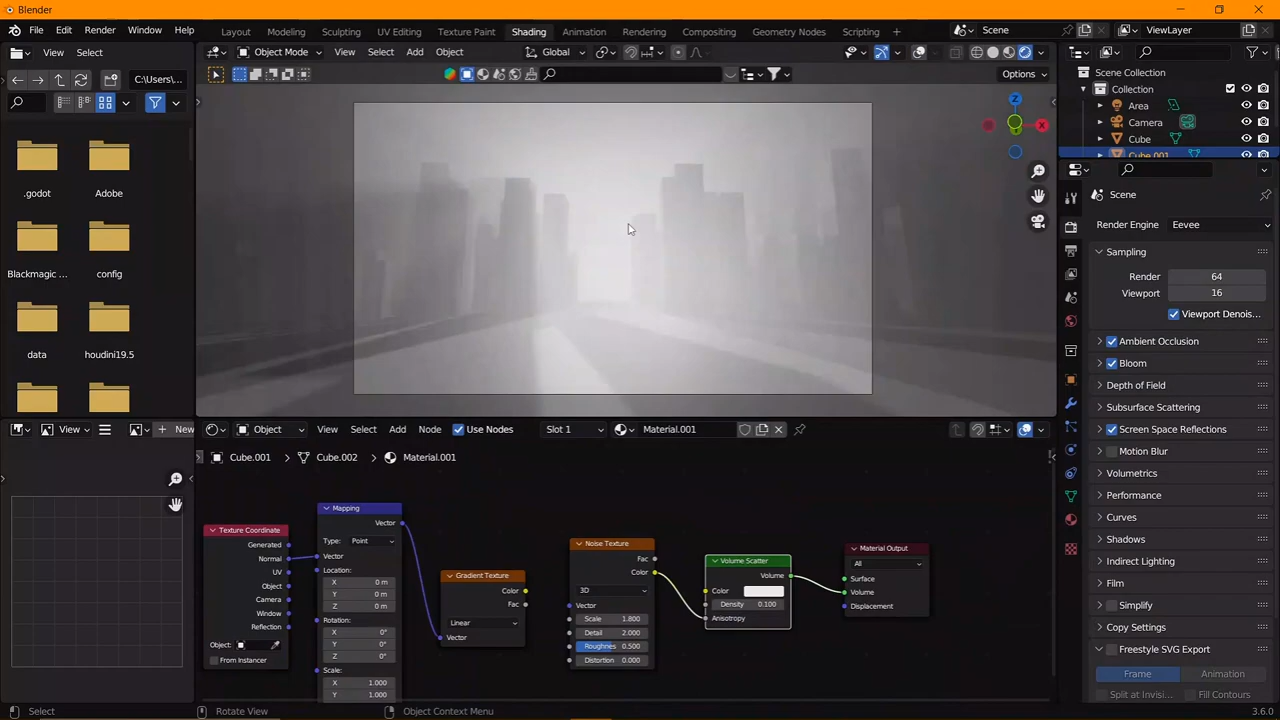 Blender
File Edit Render Window Help
Layout Modeling Sculpting UV Editing Texture Paint Shading Animation Rendering Compositing Geometry Nodes Scripting +
Scene ViewLayer
View Select
Object Mode View Select Add Object Global
C:\Users\...
Options
Scene Collection
Collection
Area
Camera
Cube
Cube.001
Z
X
.godot Adobe
Blackmagic ... config
data houdini19.5
Scene
Render Engine Eevee
Sampling
Render 64
Viewport 16
Viewport Denois...
Ambient Occlusion
Bloom
Depth of Field
Subsurface Scattering
Screen Space Reflections
Motion Blur
Volumetrics
Performance
Curves
Shadows
Indirect Lighting
Film
Simplify
Copy Settings
Freestyle SVG Export
Frame Animation
Split at Invisi... Fill Contours
View + New
Object View Select Add Node Use Nodes Slot 1 Material.001
Cube.001 > Cube.002 > Material.001
Texture Coordinate
Generated
Normal
UV
Object
Camera
Window
Reflection
Object:
From Instancer
Mapping
Vector
Type: Point
Vector
Location:
X 0 m
Y 0 m
Z 0 m
Rotation:
X 0°
Y 0°
Z 0°
Scale:
X 1.000
Y 1.000
Gradient Texture
Color
Fac
Linear
Vector
Noise Texture
Fac
Color
3D
Vector
Scale 1.800
Detail 2.000
Roughnes 0.500
Distortion 0.000
Volume Scatter
Volume
Color
Density 0.100
Anisotropy
Material Output
All
Surface
Volume
Displacement
Select Rotate View Object Context Menu 3.6.0